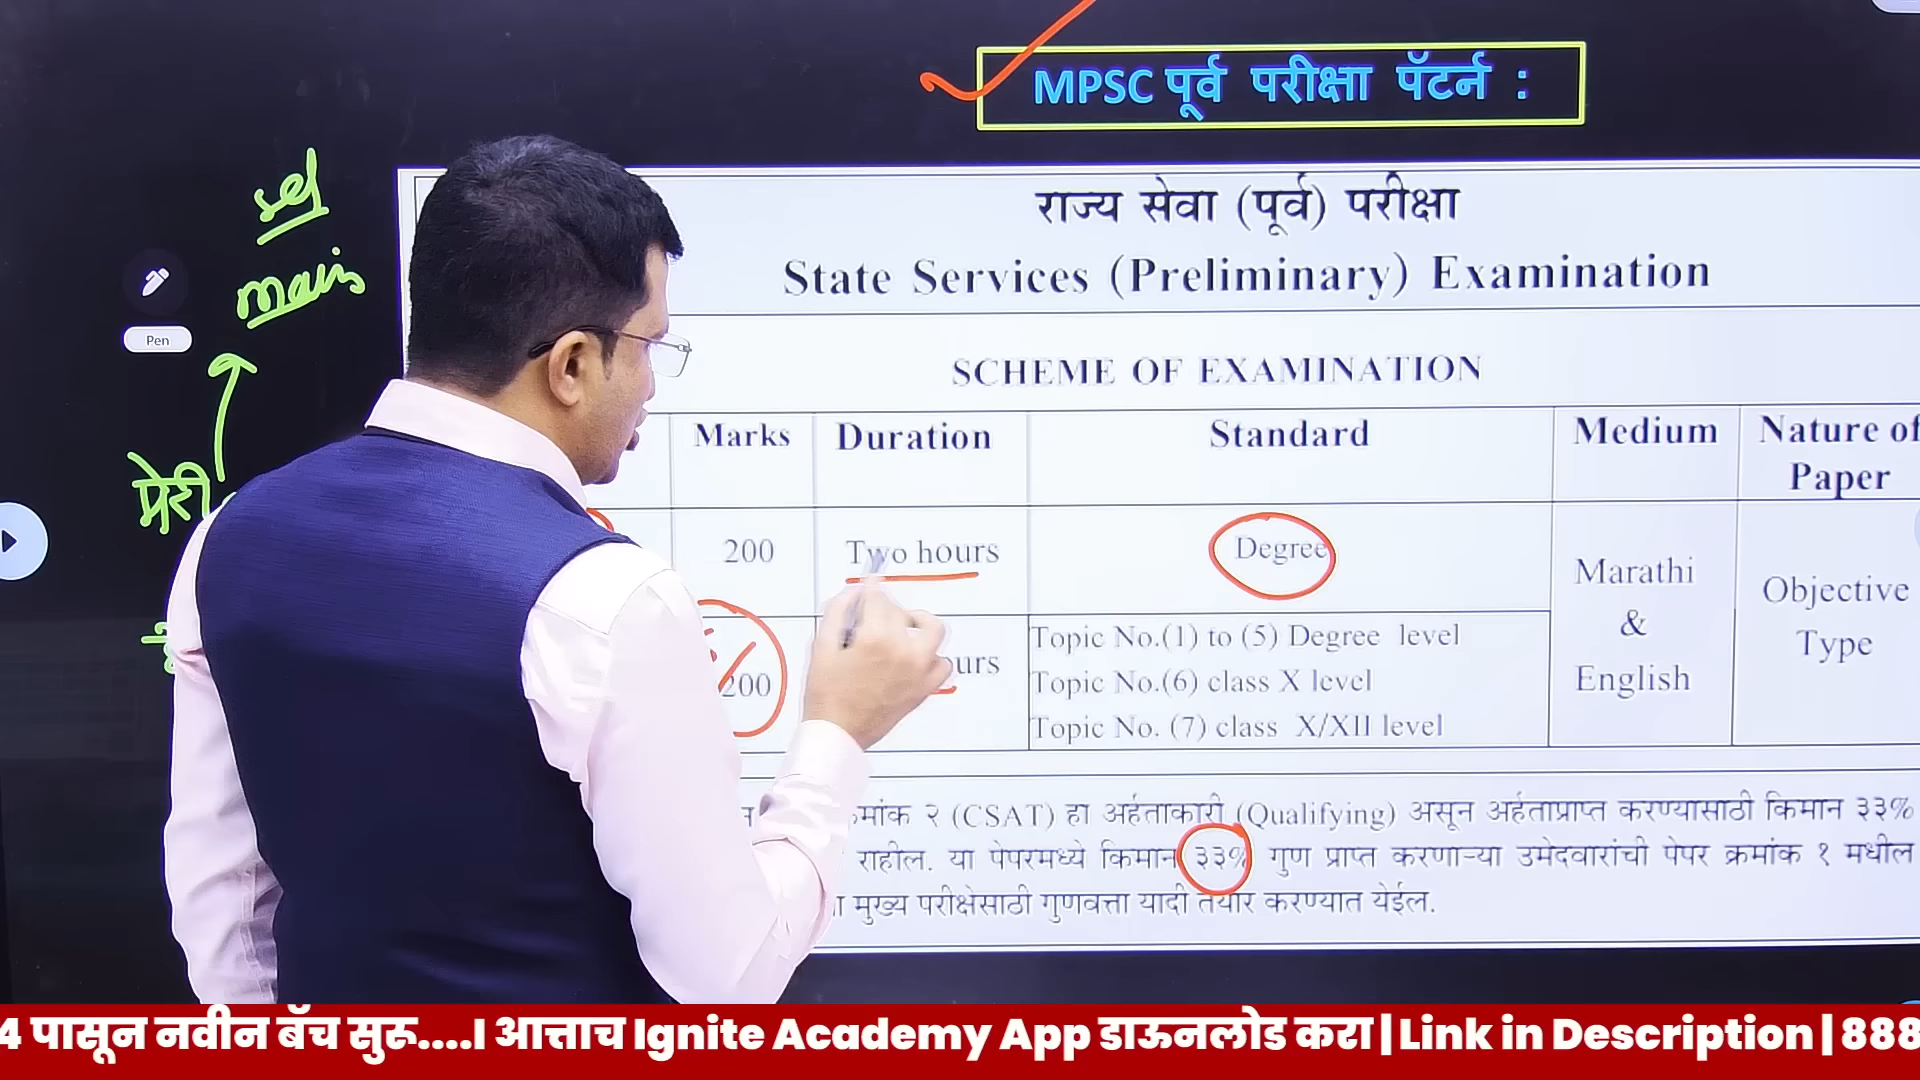 MPSC पूर्व परीक्षा पॅटर्न :
राज्य सेवा (पूर्व) परीक्षा
State Services (Preliminary) Examination
main
Pen
SCHEME OF EXAMINATION
Marks Duration Standard Medium Nature of Paper
200 Two hours Degree
200 ours Topic No.(1) to (5) Degree level
Topic No.(6) class X level
Topic No. (7) class X/XII level
Marathi & English
Objective Type
२ (CSAT) हा अर्हताकारी (Qualifying) असून अर्हताप्राप्त करण्यासाठी किमान ३३%
राहील. या पेपरमध्ये किमान ३३% गुण प्राप्त करणाऱ्या उमेदवारांची पेपर क्रमांक १ मधील
मुख्य परीक्षेसाठी गुणवत्ता यादी तयार करण्यात येईल.
4 पासून नवीन बॅच सुरू....। आत्ताच Ignite Academy App डाऊनलोड करा | Link in Description | 888